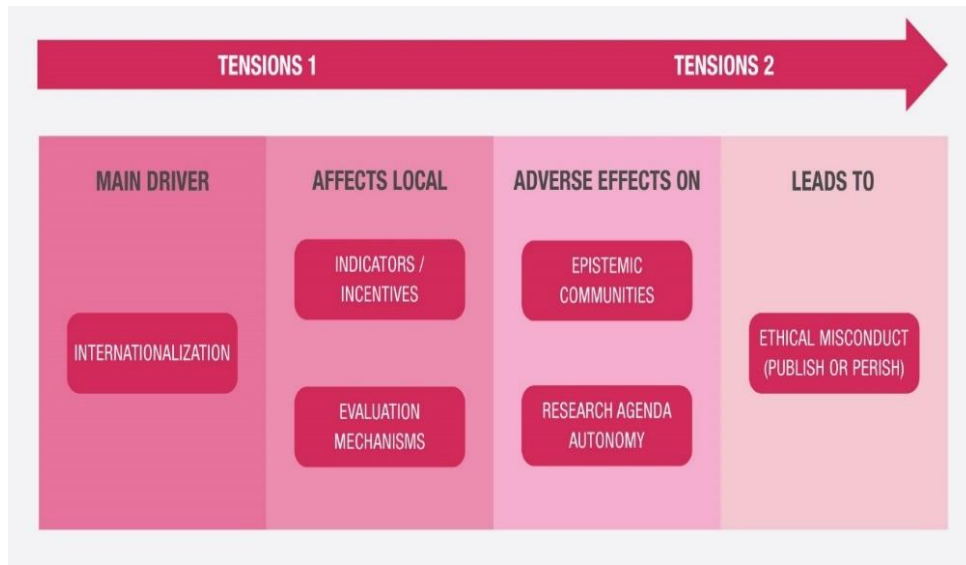 TENSIONS 1
TENSIONS 2
MAIN DRIVER
INTERNATIONALIZATION
AFFECTS LOCAL
INDICATORS /
INCENTIVES
EVALUATION
MECHANISMS
ADVERSE EFFECTS ON
EPISTEMIC
COMMUNITIES
RESEARCH AGENDA
AUTONOMY
LEADS TO
ETHICAL MISCONDUCT
(PUBLISH OR PERISH)